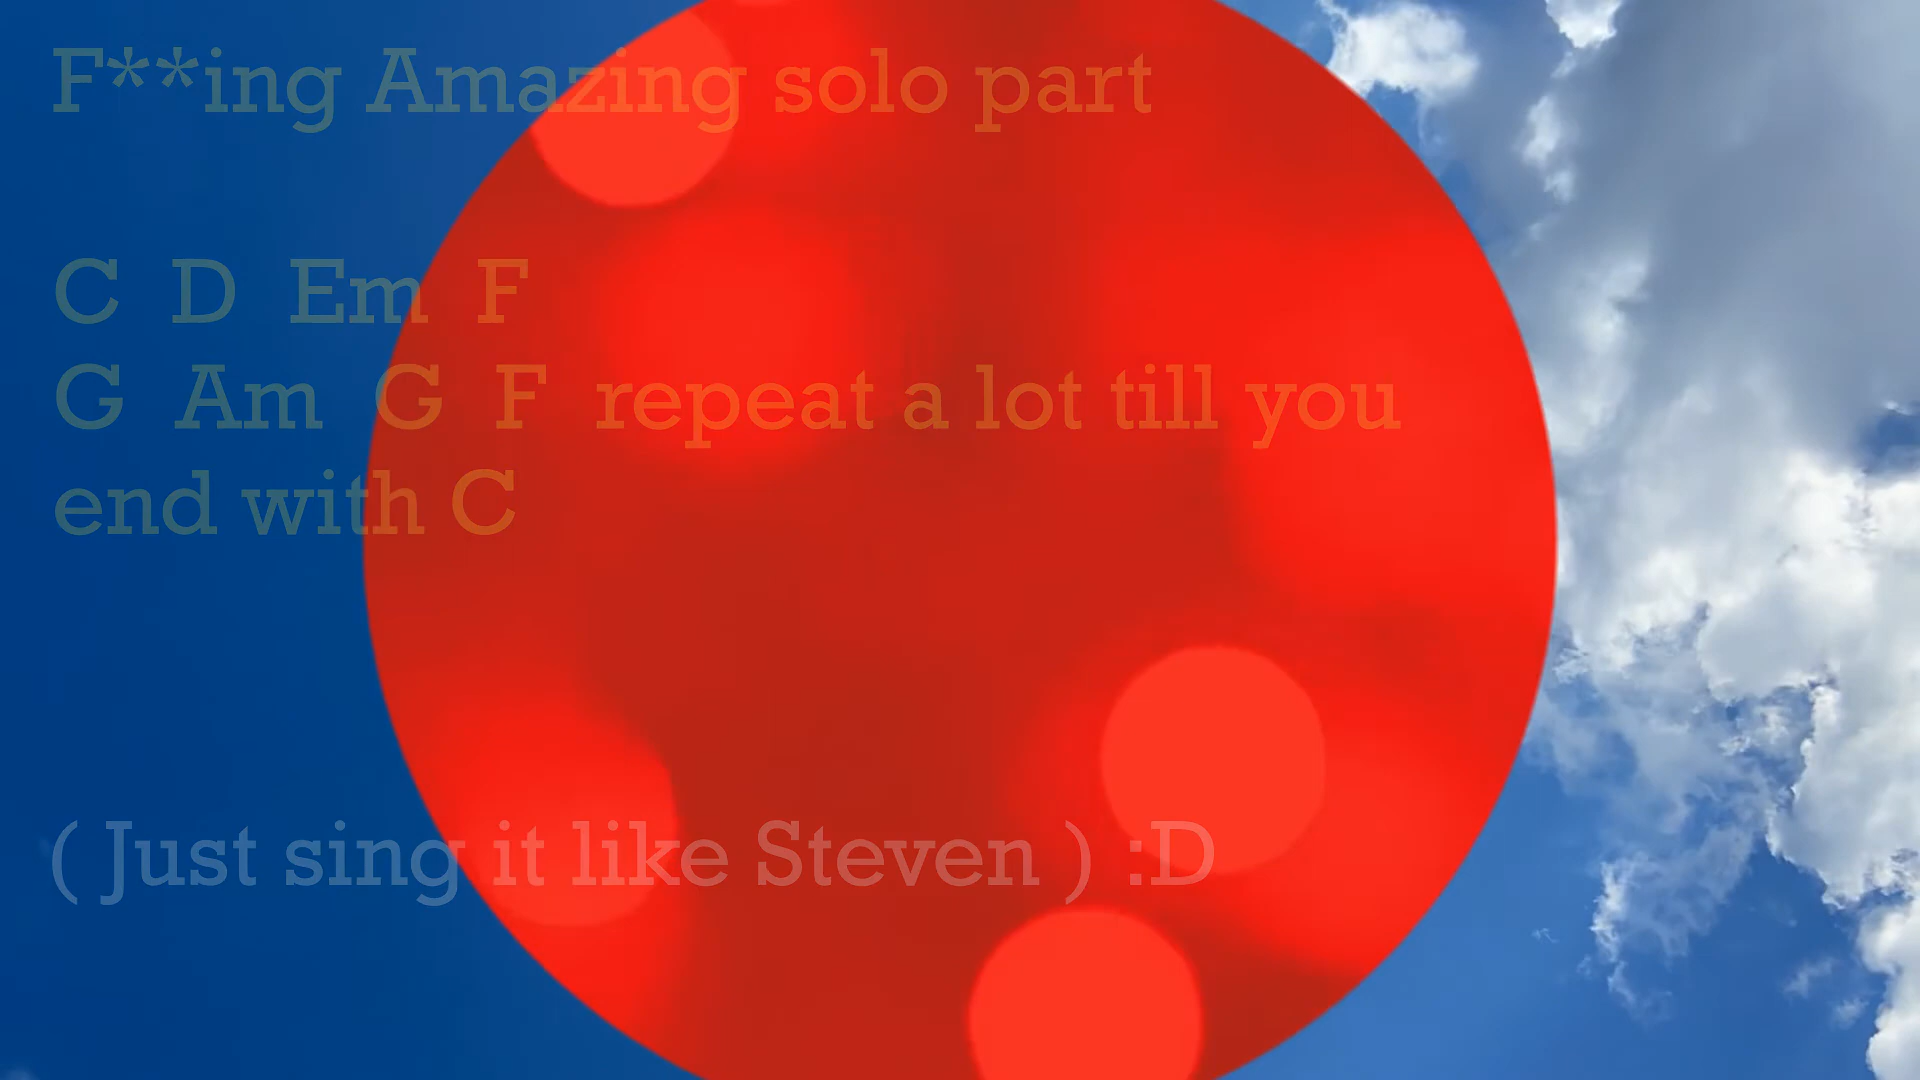 F**ing Amazing solo part
C D Em F
G Am G F repeat a lot till you
end with C
( Just sing it like Steven ) :D